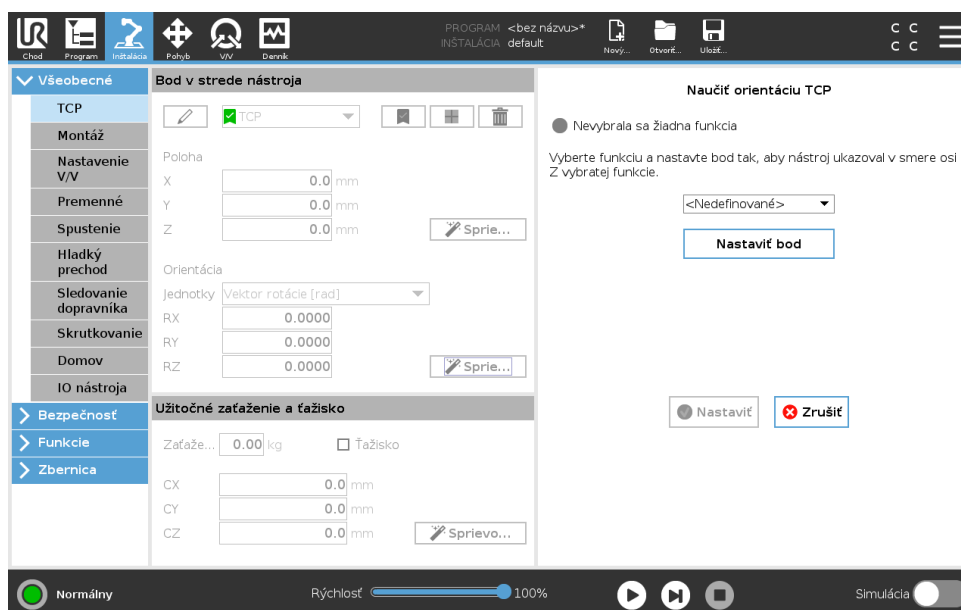 PROGRAM <bez názvu>*
INŠTALÁCIA default
Chod
Program
Inštalácia
Pohyb
V/V
Denník
Nový...
Otvoriť...
Uložiť...
C C
C C
Všeobecné
TCP
Montáž
Nastavenie
V/V
Premenné
Spustenie
Hladký
prechod
Sledovanie
dopravníka
Skrutkovanie
Domov
IO nástroja
Bezpečnosť
Funkcie
Zbernica
Bod v strede nástroja
TCP
Poloha
X 0.0 mm
Y 0.0 mm
Z 0.0 mm
Sprie...
Orientácia
Jednotky Vektor rotácie [rad]
RX 0.0000
RY 0.0000
RZ 0.0000
Sprie...
Užitočné zaťaženie a ťažisko
Zaťaže... 0.00 kg
Ťažisko
CX 0.0 mm
CY 0.0 mm
CZ 0.0 mm
Sprievo...
Naučiť orientáciu TCP
Nevybrala sa žiadna funkcia
Vyberte funkciu a nastavte bod tak, aby nástroj ukazoval v smere osi
Z vybratej funkcie.
<Nedefinované>
Nastaviť bod
Nastaviť
Zrušiť
Normálny
Rýchlosť 100%
Simulácia